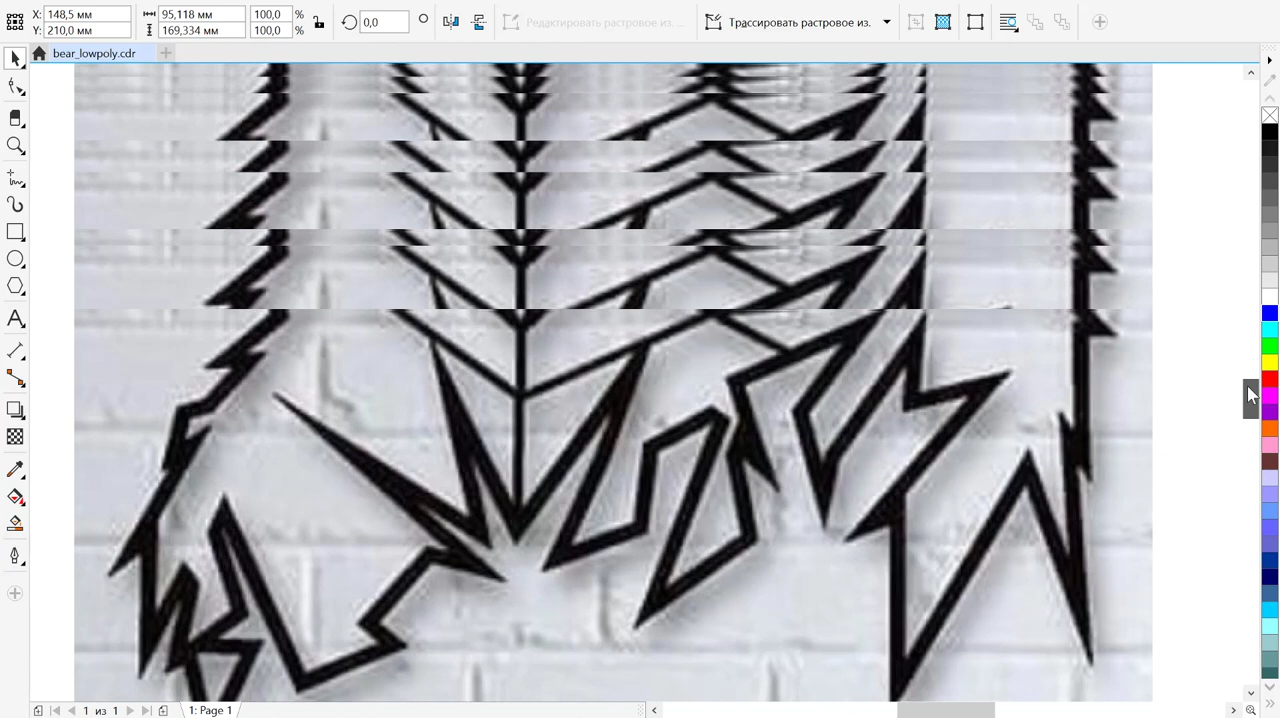 X: 148,5 мм 95,118 мм 100,0 %
Y: 210,0 мм 169,334 мм 100,0 %
0,0
Редактировать растровое из. ...
Трдссировать растровое из.
bear_lowpoly.cdr
1 из 1
1: Page 1